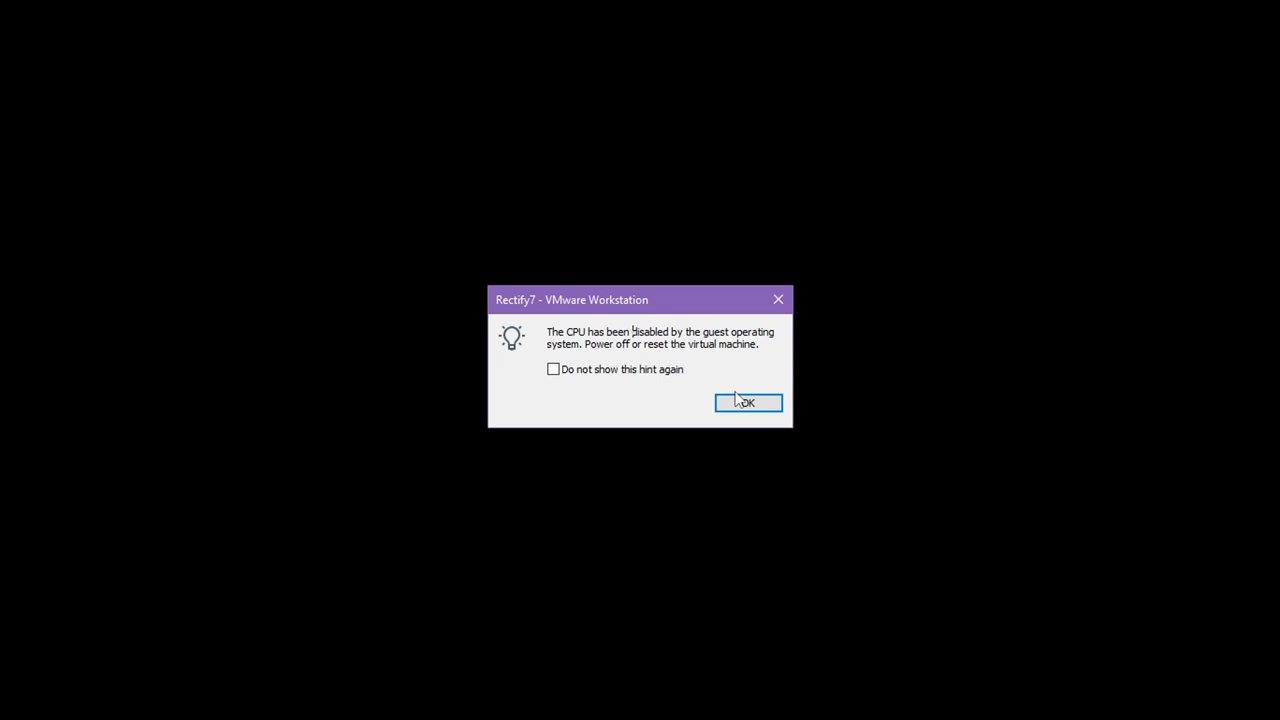 Rectify7 - VMware Workstation
The CPU has been disabled by the guest operating
system. Power off or reset the virtual machine.
Do not show this hint again
OK